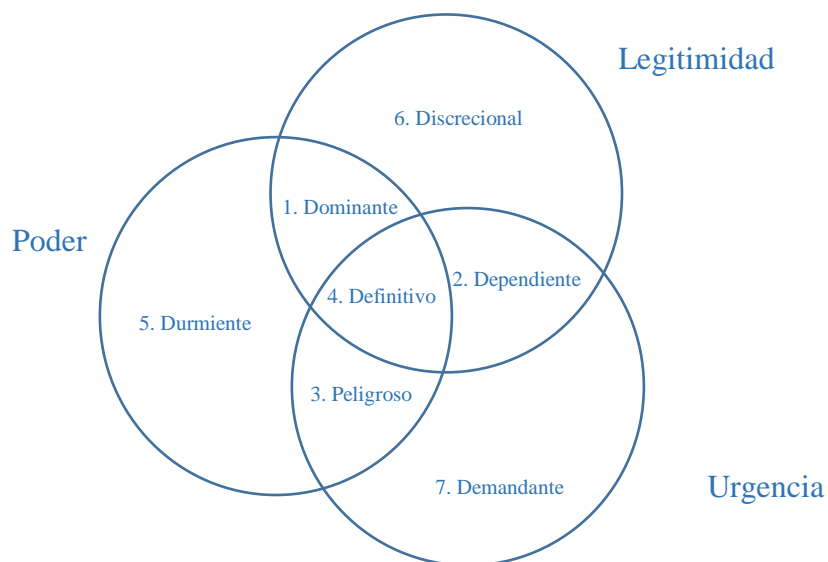 Legitimidad
6. Discrecional
1. Dominante
Poder
2. Dependiente
4. Definitivo
5. Durmiente
3. Peligroso
7. Demandante
Urgencia